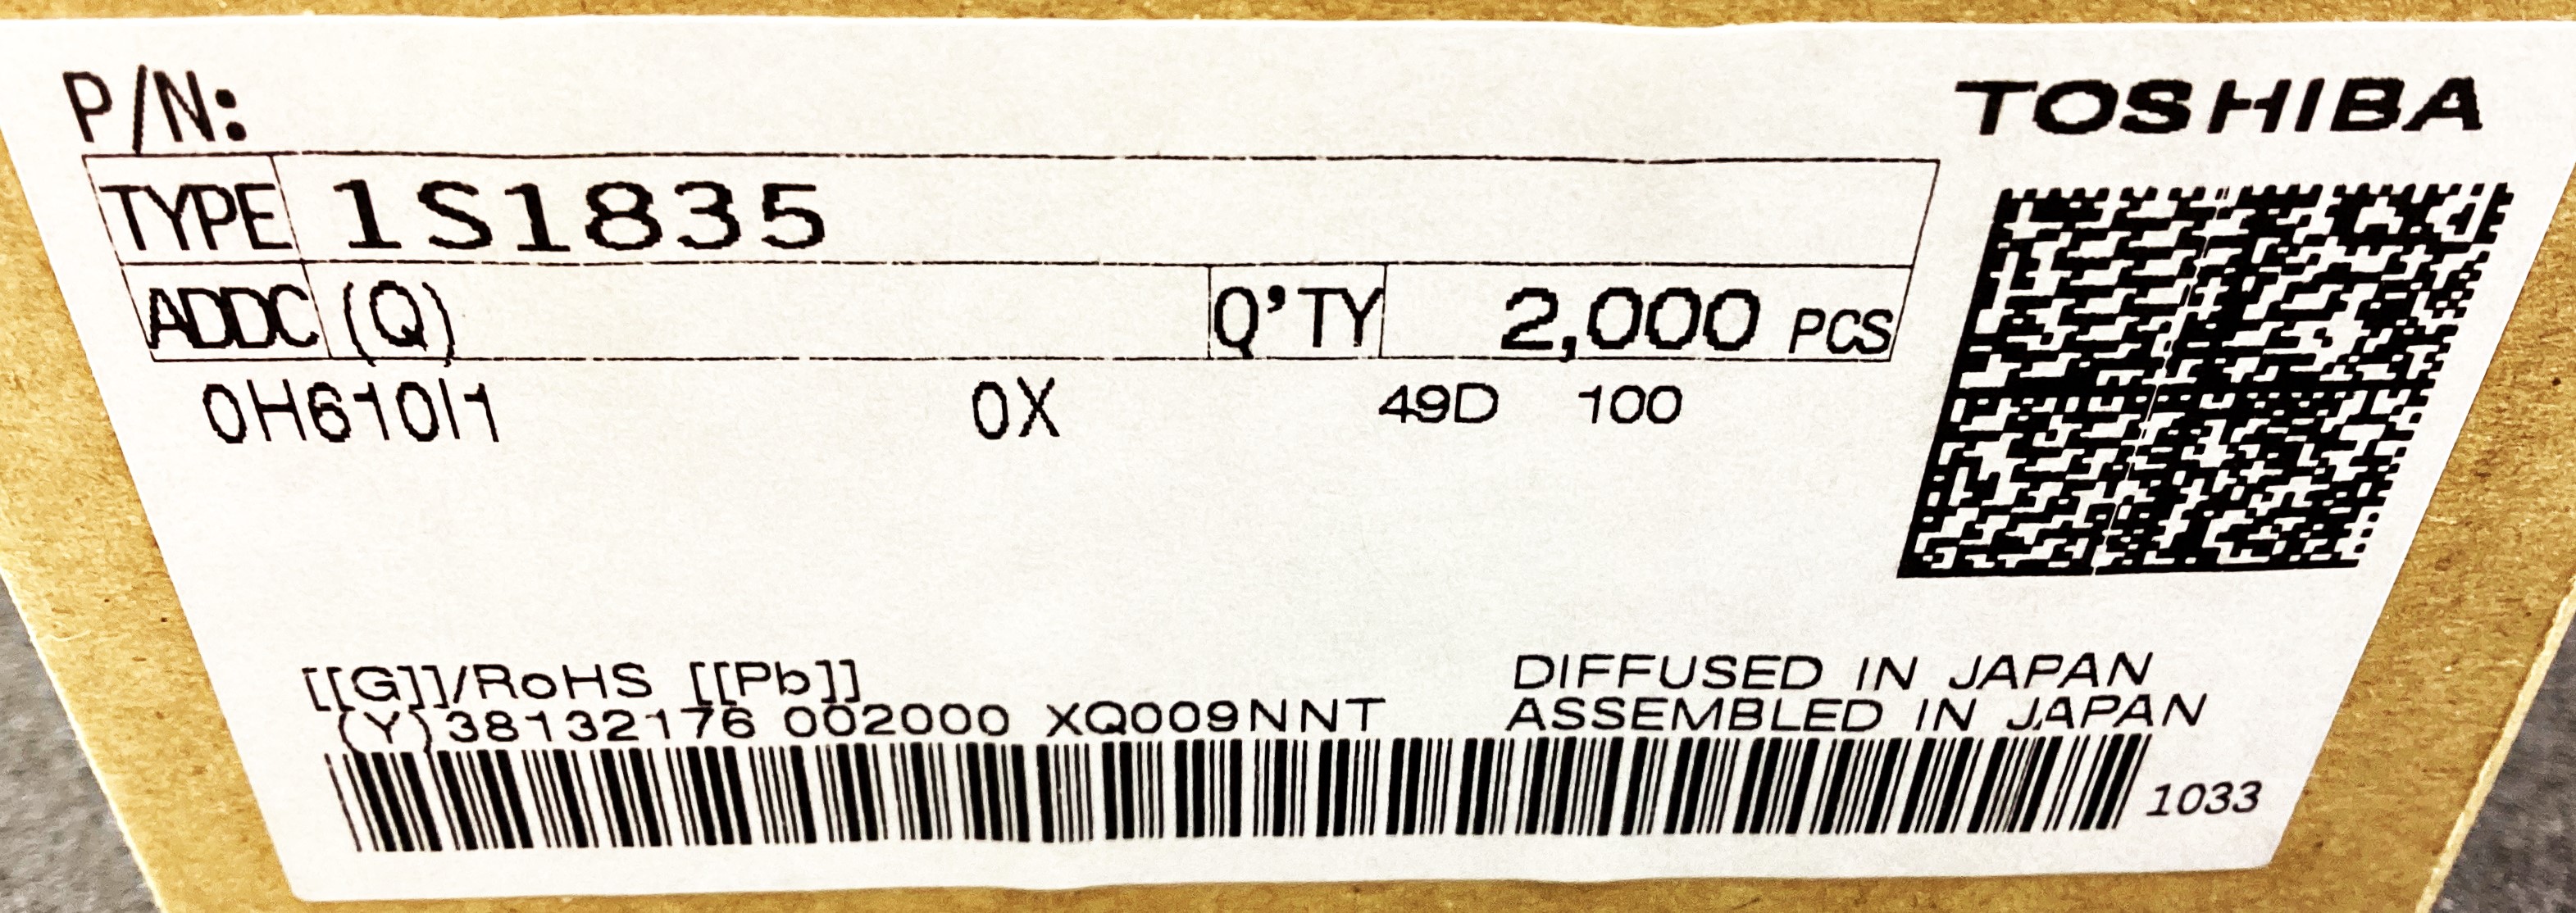 P/N:
TOSHIBA
TYPE 1S1835
ADDC (Q) Q'TY 2,000 PCS
0H610I1 0X 49D 100
[[G]]/RoHS [[Pb]]
DIFFUSED IN JAPAN
(Y)38132176 002000 XQ009NNT
ASSEMBLED IN JAPAN
1033